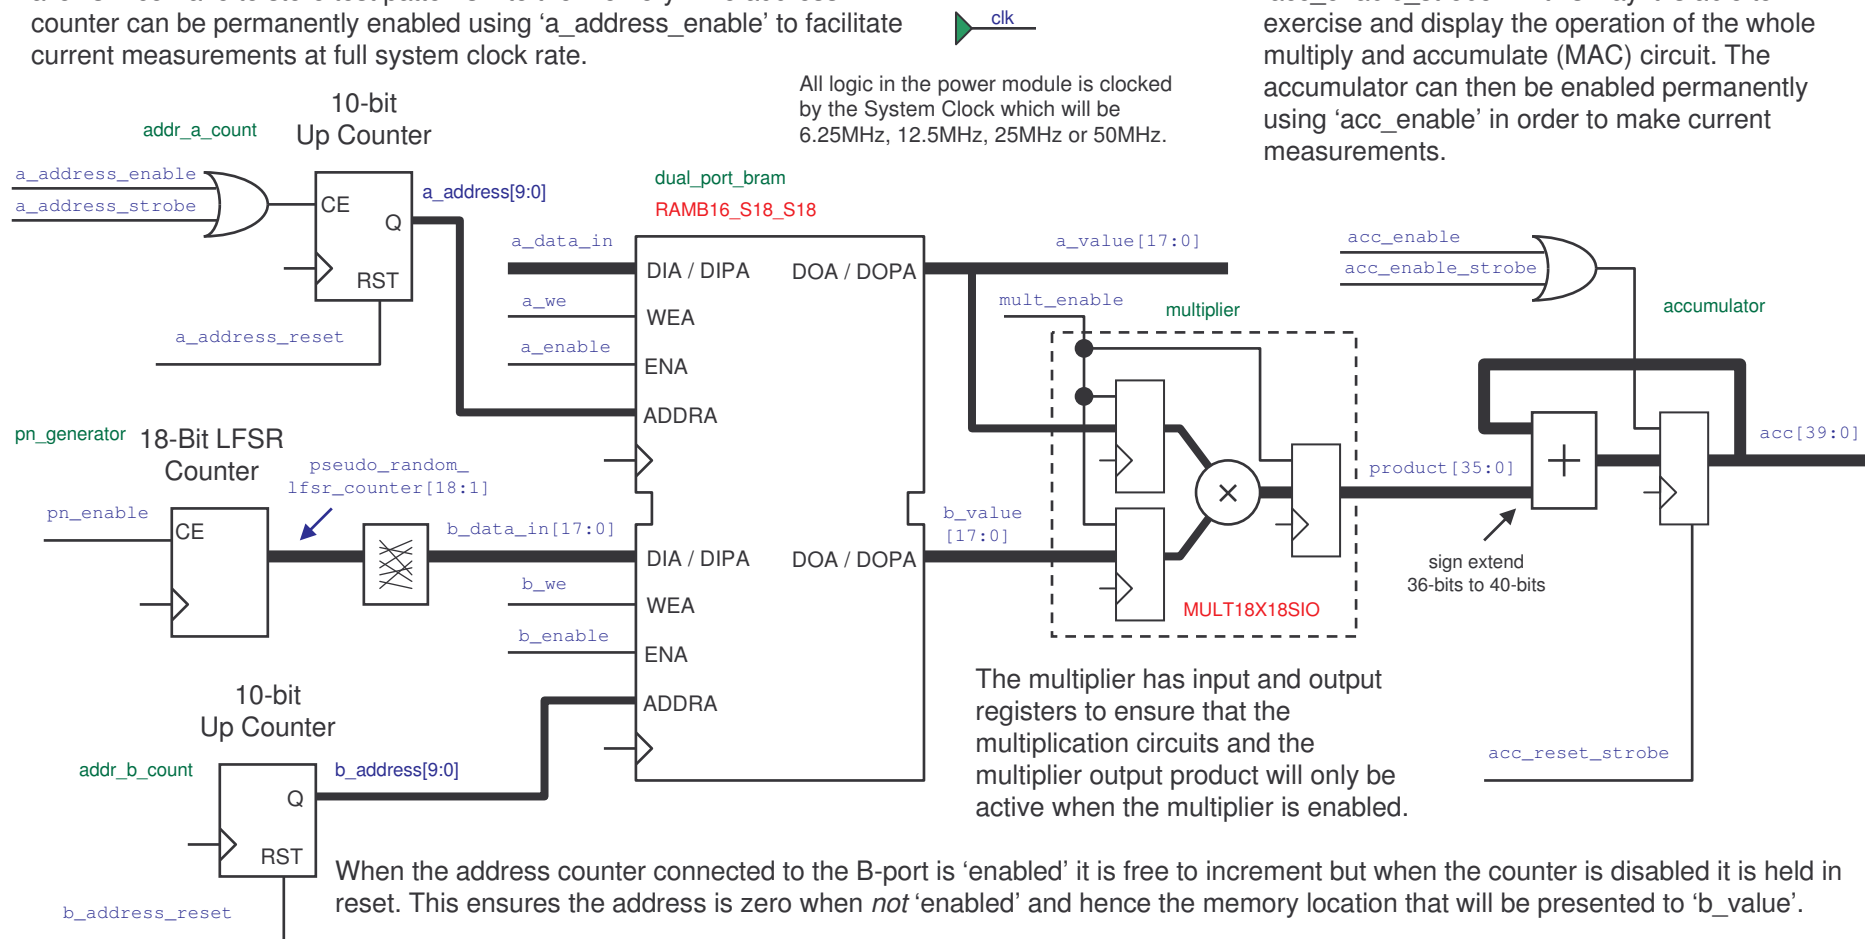 counter can be permanently enabled using ‘a_address_enable’ to facilitate
current measurements at full system clock rate.
clk
All logic in the power module is clocked
by the System Clock which will be
6.25MHz, 12.5MHz, 25MHz or 50MHz.
exercise and display the operation of the whole
multiply and accumulate (MAC) circuit. The
accumulator can then be enabled permanently
using ‘acc_enable’ in order to make current
measurements.
10-bit
Up Counter
addr_a_count
a_address_enable
a_address_strobe
CE
Q
RST
a_address[9:0]
a_address_reset
dual_port_bram
RAMB16_S18_S18
a_data_in
a_we
a_enable
DIA / DIPA
WEA
ENA
ADDRA
DOA / DOPA
a_value[17:0]
mult_enable
multiplier
acc_enable
acc_enable_strobe
accumulator
pn_generator
18-Bit LFSR
Counter
pseudo_random_
lfsr_counter[18:1]
pn_enable
CE
b_data_in[17:0]
b_we
b_enable
DIA / DIPA
WEA
ENA
ADDRA
DOA / DOPA
b_value
[17:0]
×
MULT18X18SIO
product[35:0]
+
acc[39:0]
sign extend
36-bits to 40-bits
acc_reset_strobe
10-bit
Up Counter
addr_b_count
b_address[9:0]
Q
RST
b_address_reset
The multiplier has input and output
registers to ensure that the
multiplication circuits and the
multiplier output product will only be
active when the multiplier is enabled.
When the address counter connected to the B-port is ‘enabled’ it is free to increment but when the counter is disabled it is held in
reset. This ensures the address is zero when not ‘enabled’ and hence the memory location that will be presented to ‘b_value’.